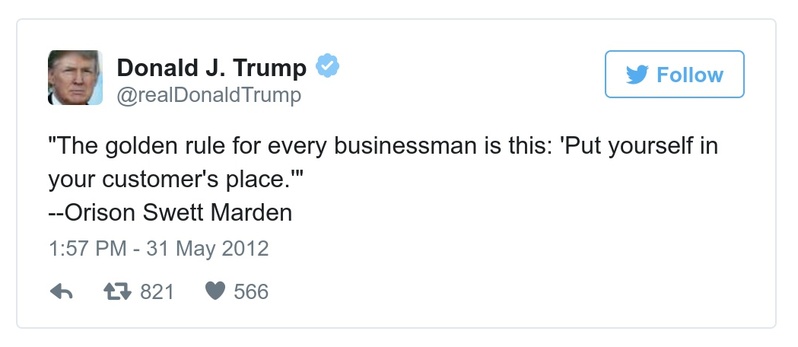 Donald J. Trump
Follow
@realDonaldTrump
"The golden rule for every businessman is this: 'Put yourself in
your customer's place.'"
--Orison Swett Marden
1:57 PM - 31 May 2012
821 566